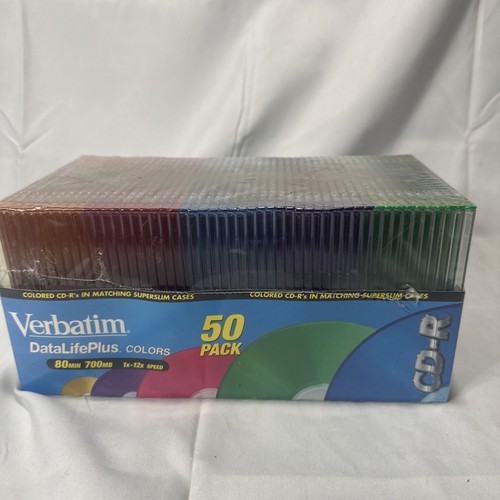 COLORED CD-R's IN MATCHING SUPERSLIM CASES
COLORED CD-R's IN MATCHING SUPERSLIM CASES
Verbatim.
DataLifePlus. COLORS
80MIN 700MB 1x-12x SPEED
50
PACK
CD-R